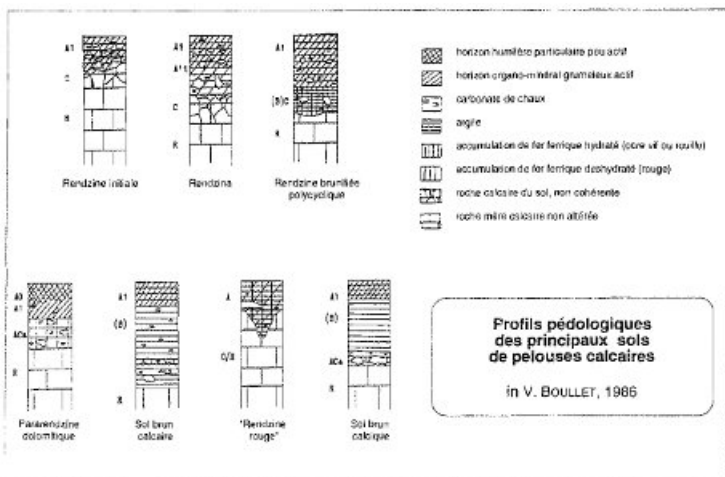 A1
C
R
Rendzine initiale
A1
A'1
C
R
Rendzina
A1
(B)C
R
Rendzine brunifiée
polycyclique
horizon humifère particulaire peu actif
horizon organo-minéral grumeleux actif
carbonate de chaux
argile
accumulation de fer ferrique hydraté (ocre vif ou rouille)
accumulation de fer ferrique deshydraté (rouge)
roche calcaire du sol, non cohérente
roche mère calcaire non altérée
A0
A1
ACa
R
Pararendzine
dolomitique
A1
(B)
R
Sol brun
calcaire
A
C/R
"Rendzine
rouge"
A1
(B)
ACa
R
Sol brun
calcique
Profils pédologiques
des principaux sols
de pelouses calcaires
in V. BOULLET, 1986